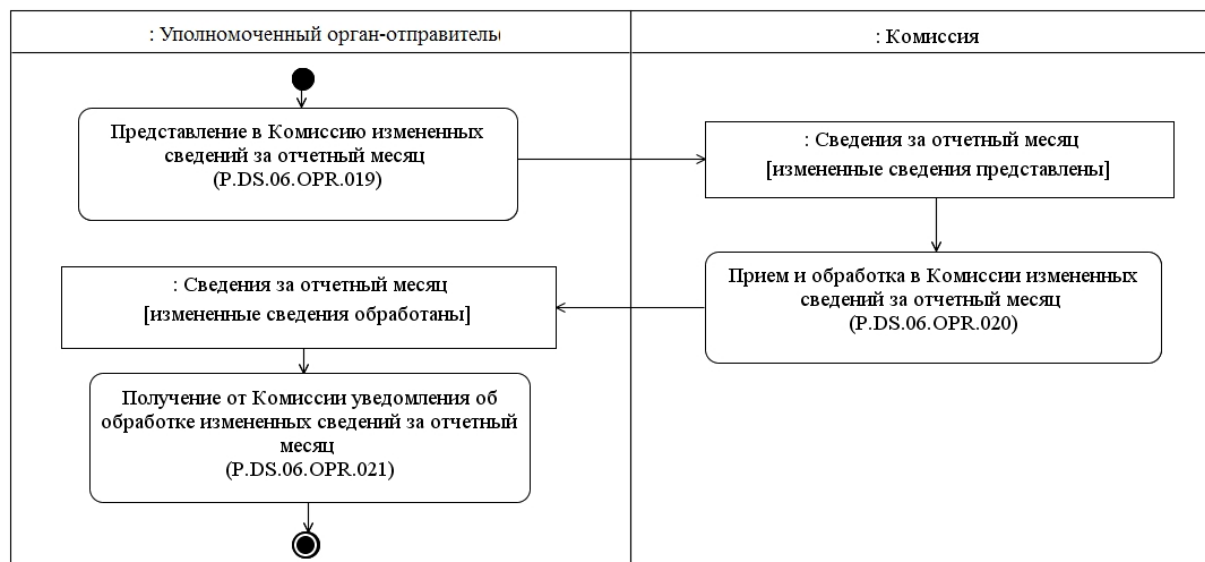 : Уполномоченный орган-отправитель
: Комиссия
Представление в Комиссию измененных
сведений за отчетный месяц
(P.DS.06.OPR.019)
: Сведения за отчетный месяц
[измененные сведения представлены]
Прием и обработка в Комиссии измененных
сведений за отчетный месяц
(P.DS.06.OPR.020)
: Сведения за отчетный месяц
[измененные сведения обработаны]
Получение от Комиссии уведомления об
обработке измененных сведений за отчетный
месяц
(P.DS.06.OPR.021)